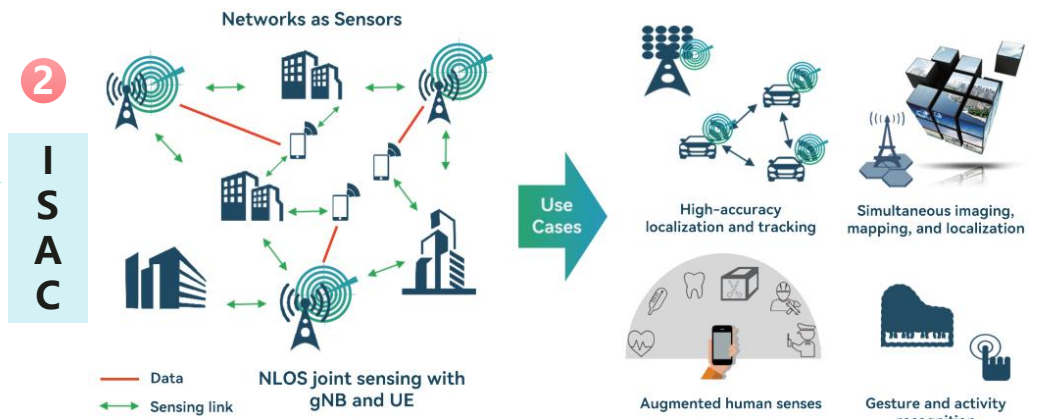 Networks as Sensors
2
I
S
A
C
Data
Sensing link
NLOS joint sensing with
gNB and UE
Use
Cases
High-accuracy
localization and tracking
Simultaneous imaging,
mapping, and localization
Augmented human senses
Gesture and activity
recognition